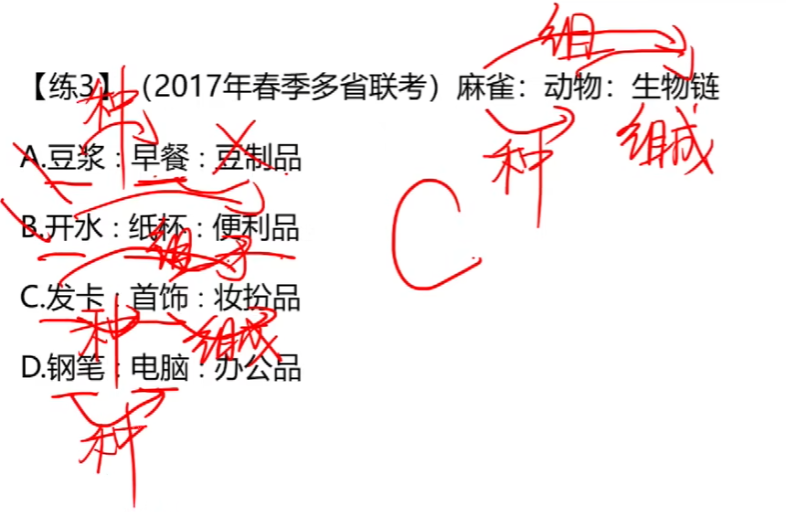 组
【练3】（2017年春季多省联考）麻雀：动物：生物链
种
种 组成
A.豆浆 : 早餐 : 豆制品
B.开水 : 纸杯 : 便利品
组
C.发卡 : 首饰 : 妆扮品
C
种 组成
D.钢笔 : 电脑 : 办公品
种